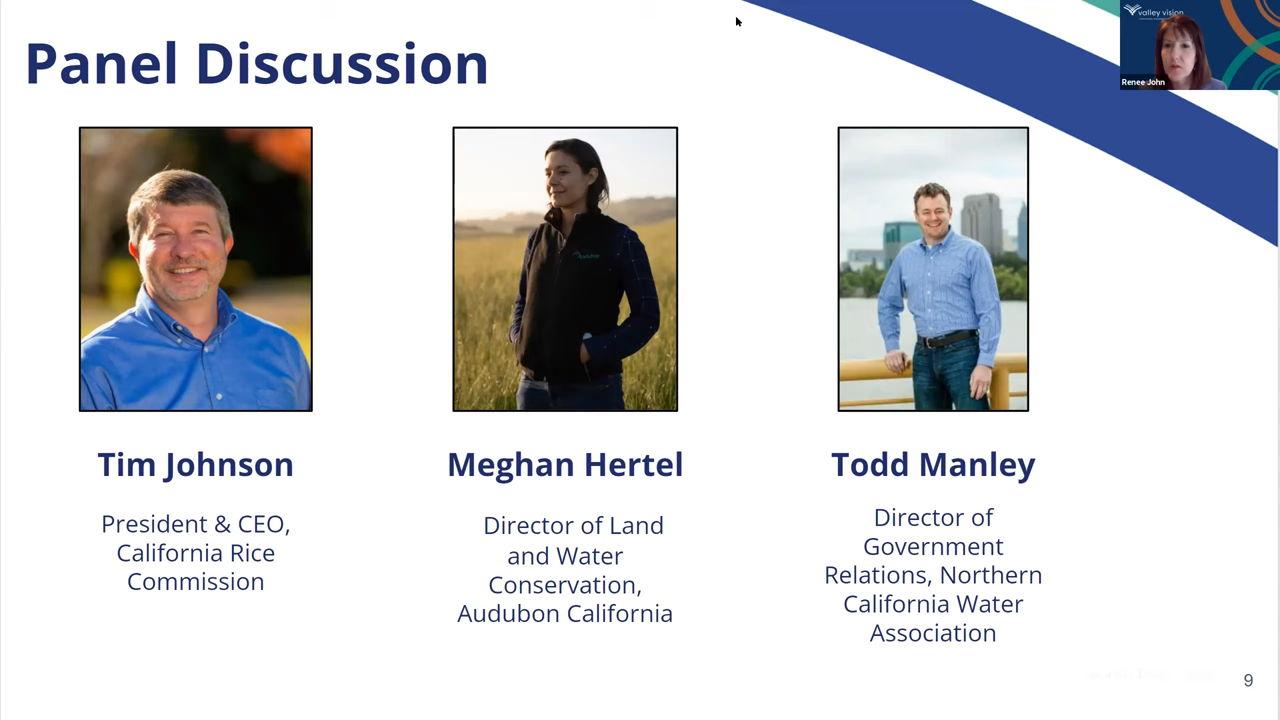 Panel Discussion
valley vision
Renee John
Audubon
Tim Johnson
President & CEO,
California Rice
Commission
Meghan Hertel
Director of Land
and Water
Conservation,
Audubon California
Todd Manley
Director of
Government
Relations, Northern
California Water
Association
9